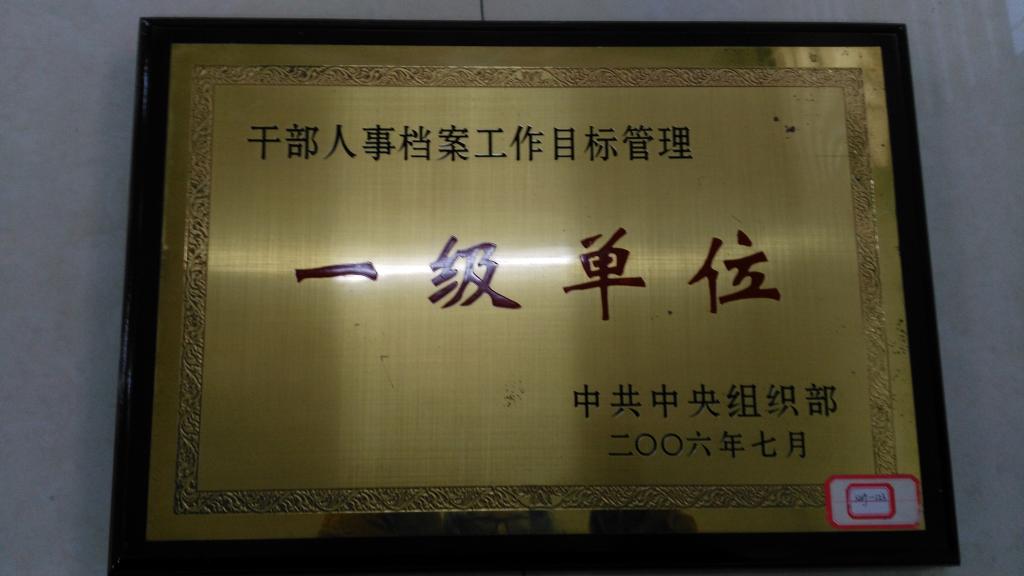 干部人事档案工作目标管理
一级单位
中共中央组织部
二〇〇六年七月